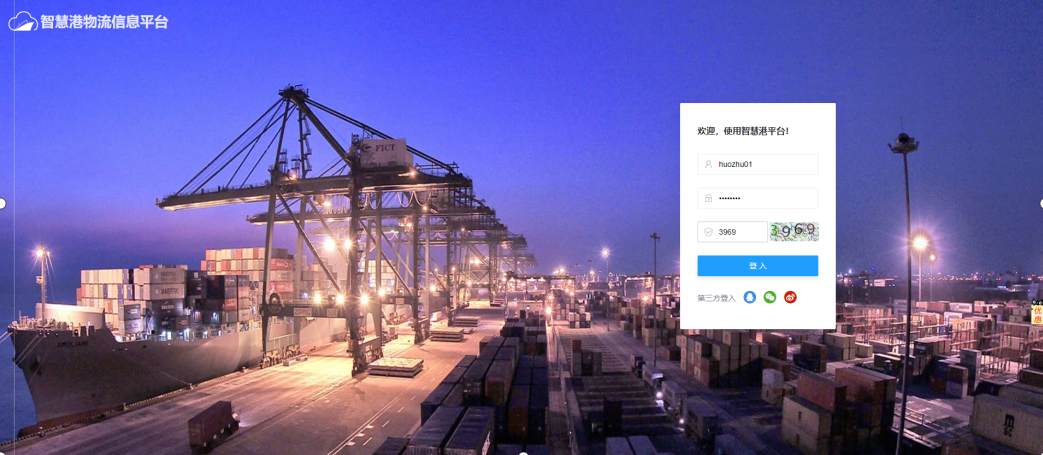 智慧港物流信息平台
FICT
欢迎，使用智慧港平台！
huozhu01
••••••••
3969
3969
登 入
第三方登入
优
惠